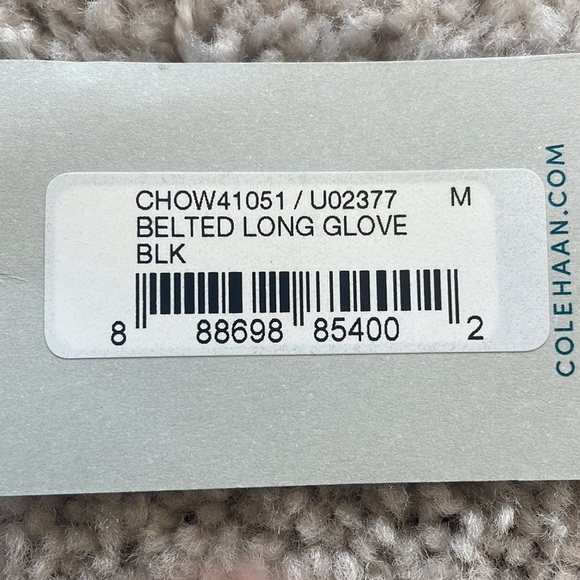 CHOW41051 / U02377 M
BELTED LONG GLOVE
BLK
8 88698 85400 2
COLEHAAN.COM